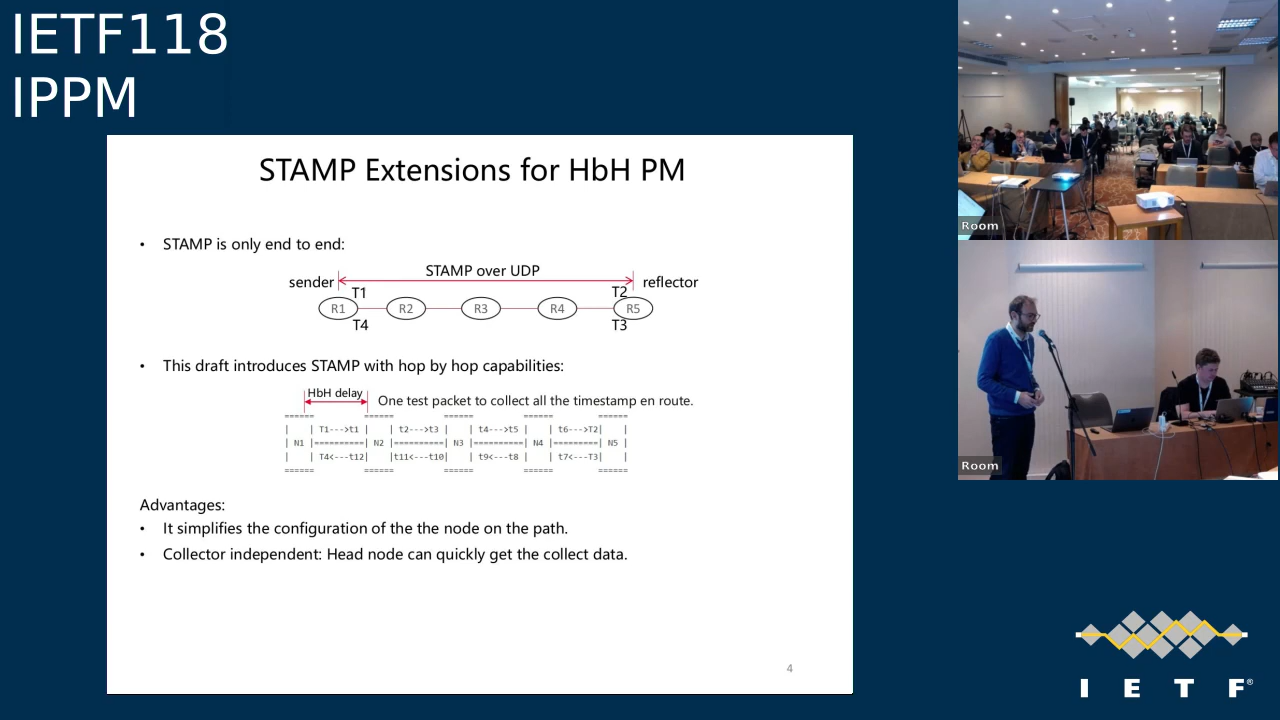 IETF118
IPPM
STAMP Extensions for HbH PM
• STAMP is only end to end:
STAMP over UDP
sender
reflector
T1
T2
R1 R2 R3 R4 R5
T4
T3
• This draft introduces STAMP with hop by hop capabilities:
HbH delay
One test packet to collect all the timestamp en route.
====== ====== ====== ====== ======
| | T1--->t1 | | t2--->t3 | | t4--->t5 | | t6--->T2| |
| N1 |==========| N2 |==========| N3 |==========| N4 |=========| N5 |
| | T4<---t12| |t11<---t10| | t9<---t8 | | t7<---T3| |
====== ====== ====== ====== ======
Advantages:
• It simplifies the configuration of the the node on the path.
• Collector independent: Head node can quickly get the collect data.
4
Room
Room
I E T F®